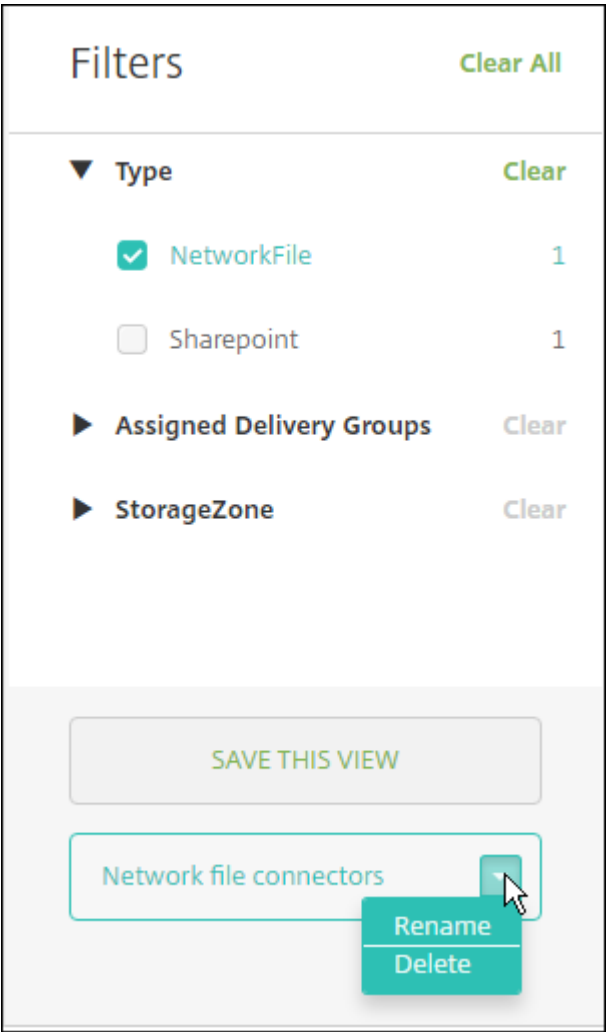 Filters Clear All
Type Clear
NetworkFile 1
Sharepoint 1
Assigned Delivery Groups Clear
StorageZone Clear
SAVE THIS VIEW
Network file connectors
Rename
Delete